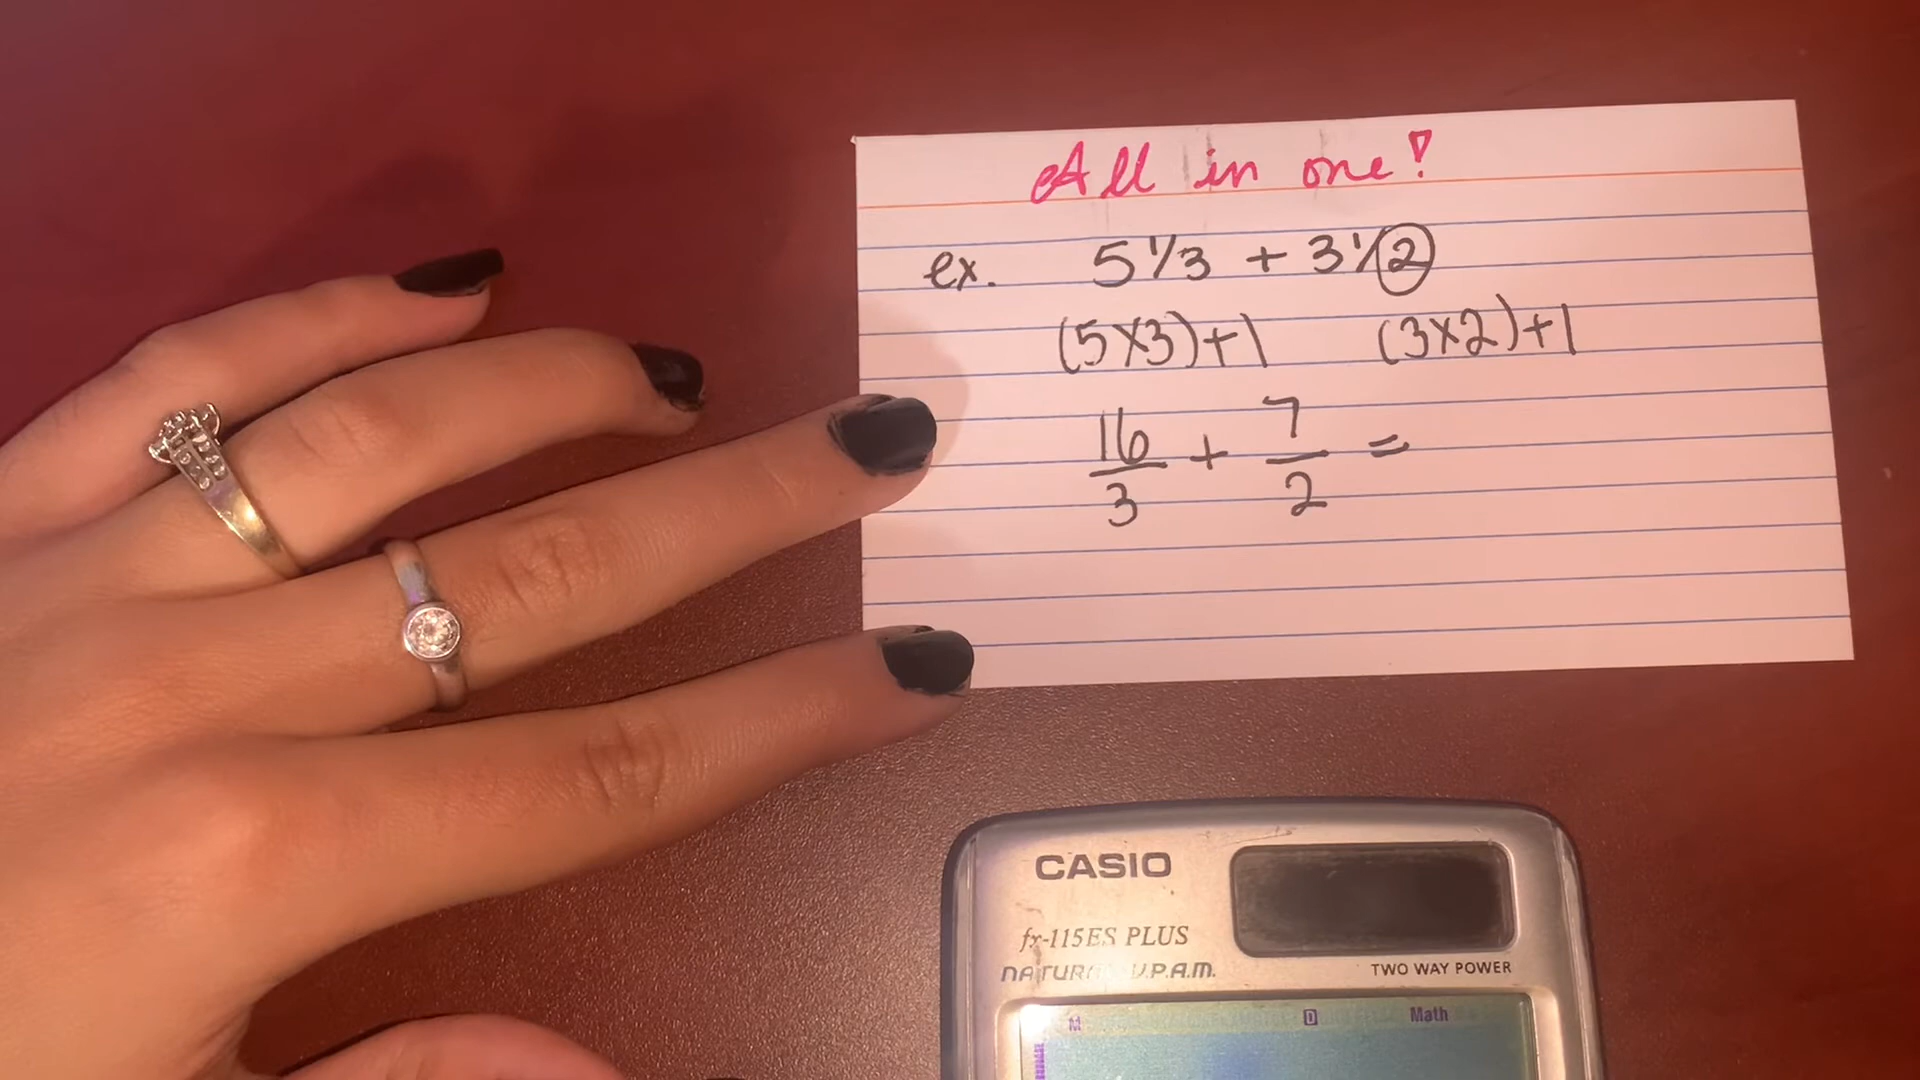 All in one!
ex. 5 1/3 + 3 1/2
(5x3)+1 (3x2)+1
16/3 + 7/2 =
CASIO
fx-115ES PLUS
NATURAL V.P.A.M.
TWO WAY POWER
M D Math